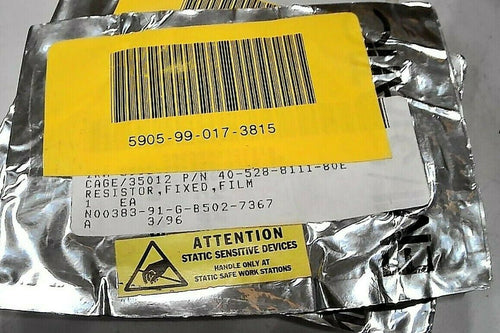 5905-99-017-3815
CAGE/35012 P/N 40-528-8111-80E
RESISTOR,FIXED,FILM
1 EA
N00383-91-G-B502-7367
A 3/96
ATTENTION
STATIC SENSITIVE DEVICES
HANDLE ONLY AT
STATIC SAFE WORK STATIONS